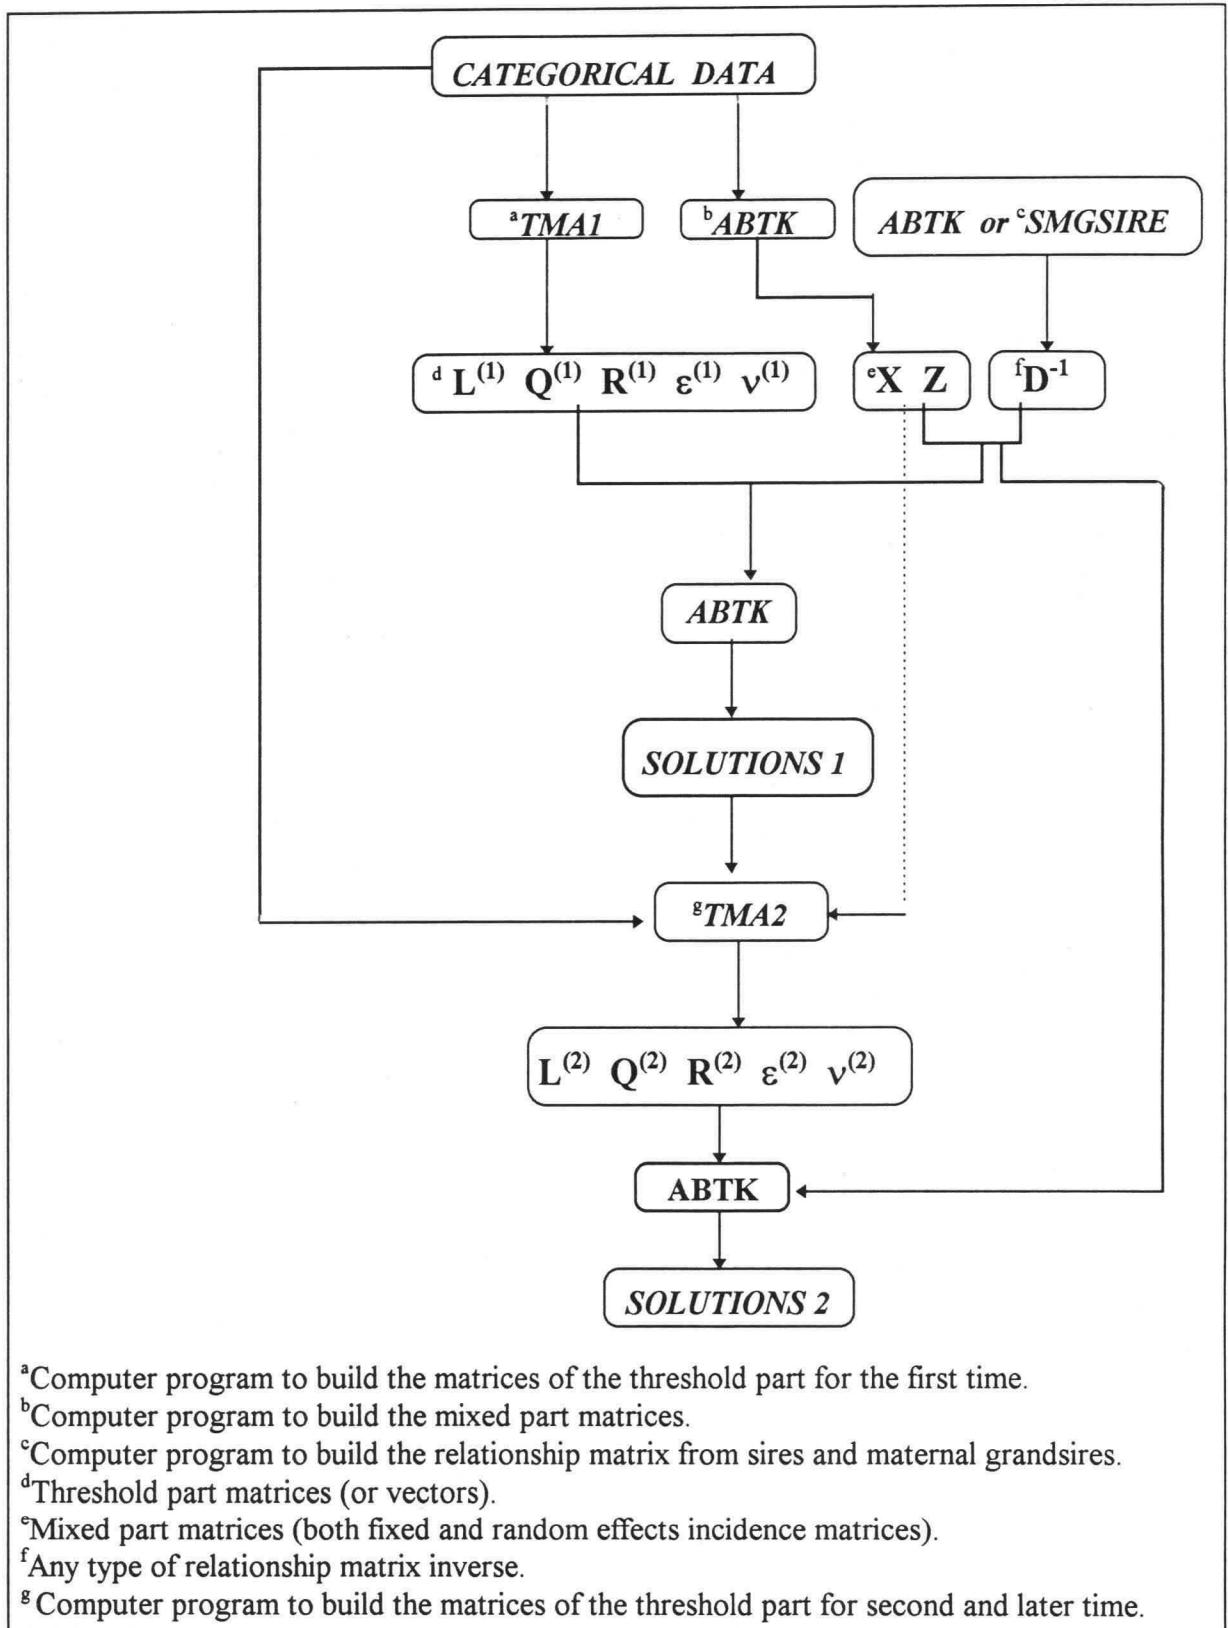 CATEGORICAL DATA
ᵃTMA1
ᵇABTK
ABTK or ᶜSMGSIRE
ᵈ L⁽¹⁾ Q⁽¹⁾ R⁽¹⁾ ε⁽¹⁾ ν⁽¹⁾
ᵉX Z
ᶠD⁻¹
ABTK
SOLUTIONS 1
ᵍTMA2
L⁽²⁾ Q⁽²⁾ R⁽²⁾ ε⁽²⁾ ν⁽²⁾
ABTK
SOLUTIONS 2
ᵃComputer program to build the matrices of the threshold part for the first time.
ᵇComputer program to build the mixed part matrices.
ᶜComputer program to build the relationship matrix from sires and maternal grandsires.
ᵈThreshold part matrices (or vectors).
ᵉMixed part matrices (both fixed and random effects incidence matrices).
ᶠAny type of relationship matrix inverse.
ᵍ Computer program to build the matrices of the threshold part for second and later time.